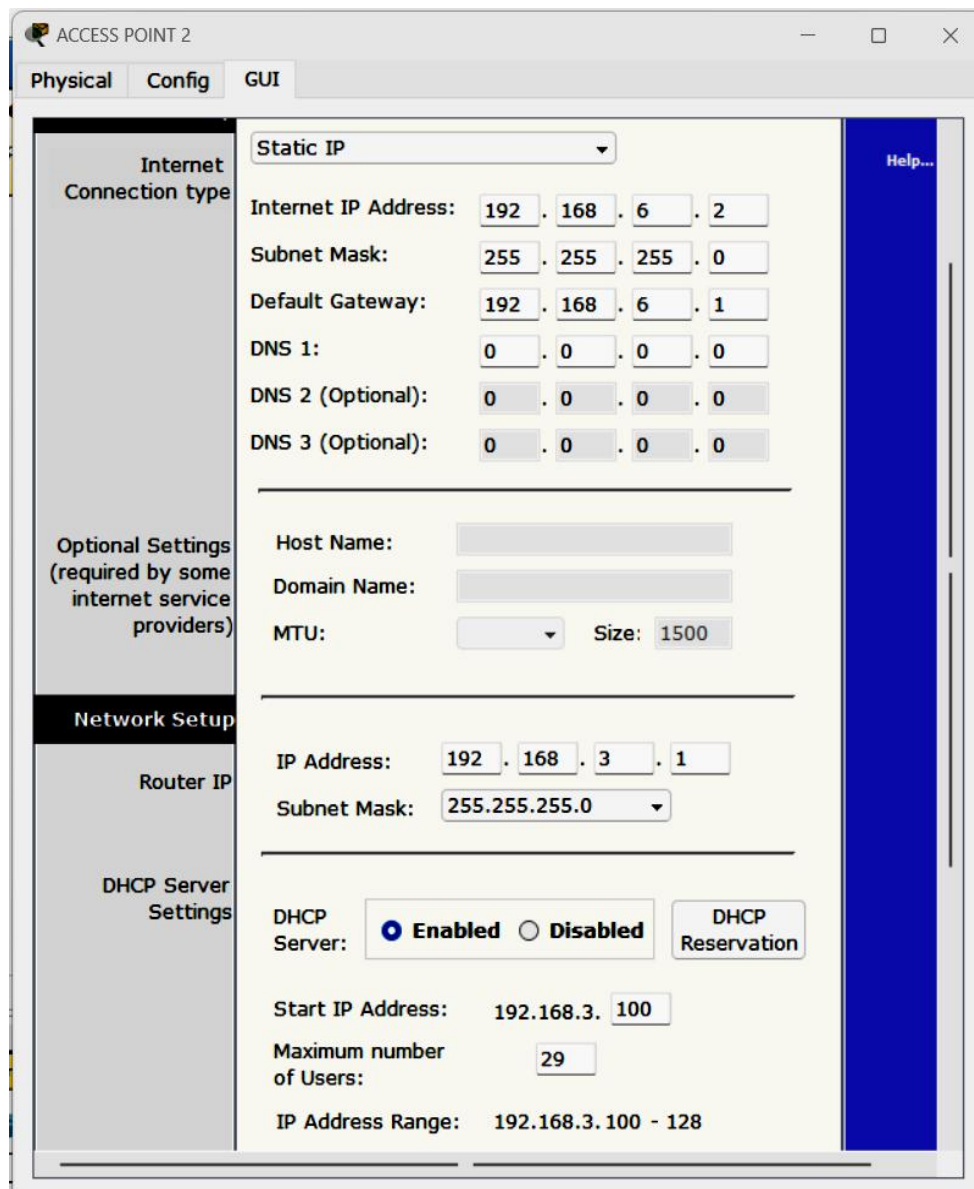 ACCESS POINT 2
Physical Config GUI
Static IP
Help...
Internet
Connection type
Internet IP Address: 192 . 168 . 6 . 2
Subnet Mask: 255 . 255 . 255 . 0
Default Gateway: 192 . 168 . 6 . 1
DNS 1: 0 . 0 . 0 . 0
DNS 2 (Optional): 0 . 0 . 0 . 0
DNS 3 (Optional): 0 . 0 . 0 . 0
Optional Settings
(required by some
internet service
providers)
Host Name:
Domain Name:
MTU: Size: 1500
Network Setup
Router IP
IP Address: 192 . 168 . 3 . 1
Subnet Mask: 255.255.255.0
DHCP Server
Settings
DHCP
Server: Enabled Disabled
DHCP
Reservation
Start IP Address: 192.168.3. 100
Maximum number
of Users: 29
IP Address Range: 192.168.3.100 - 128